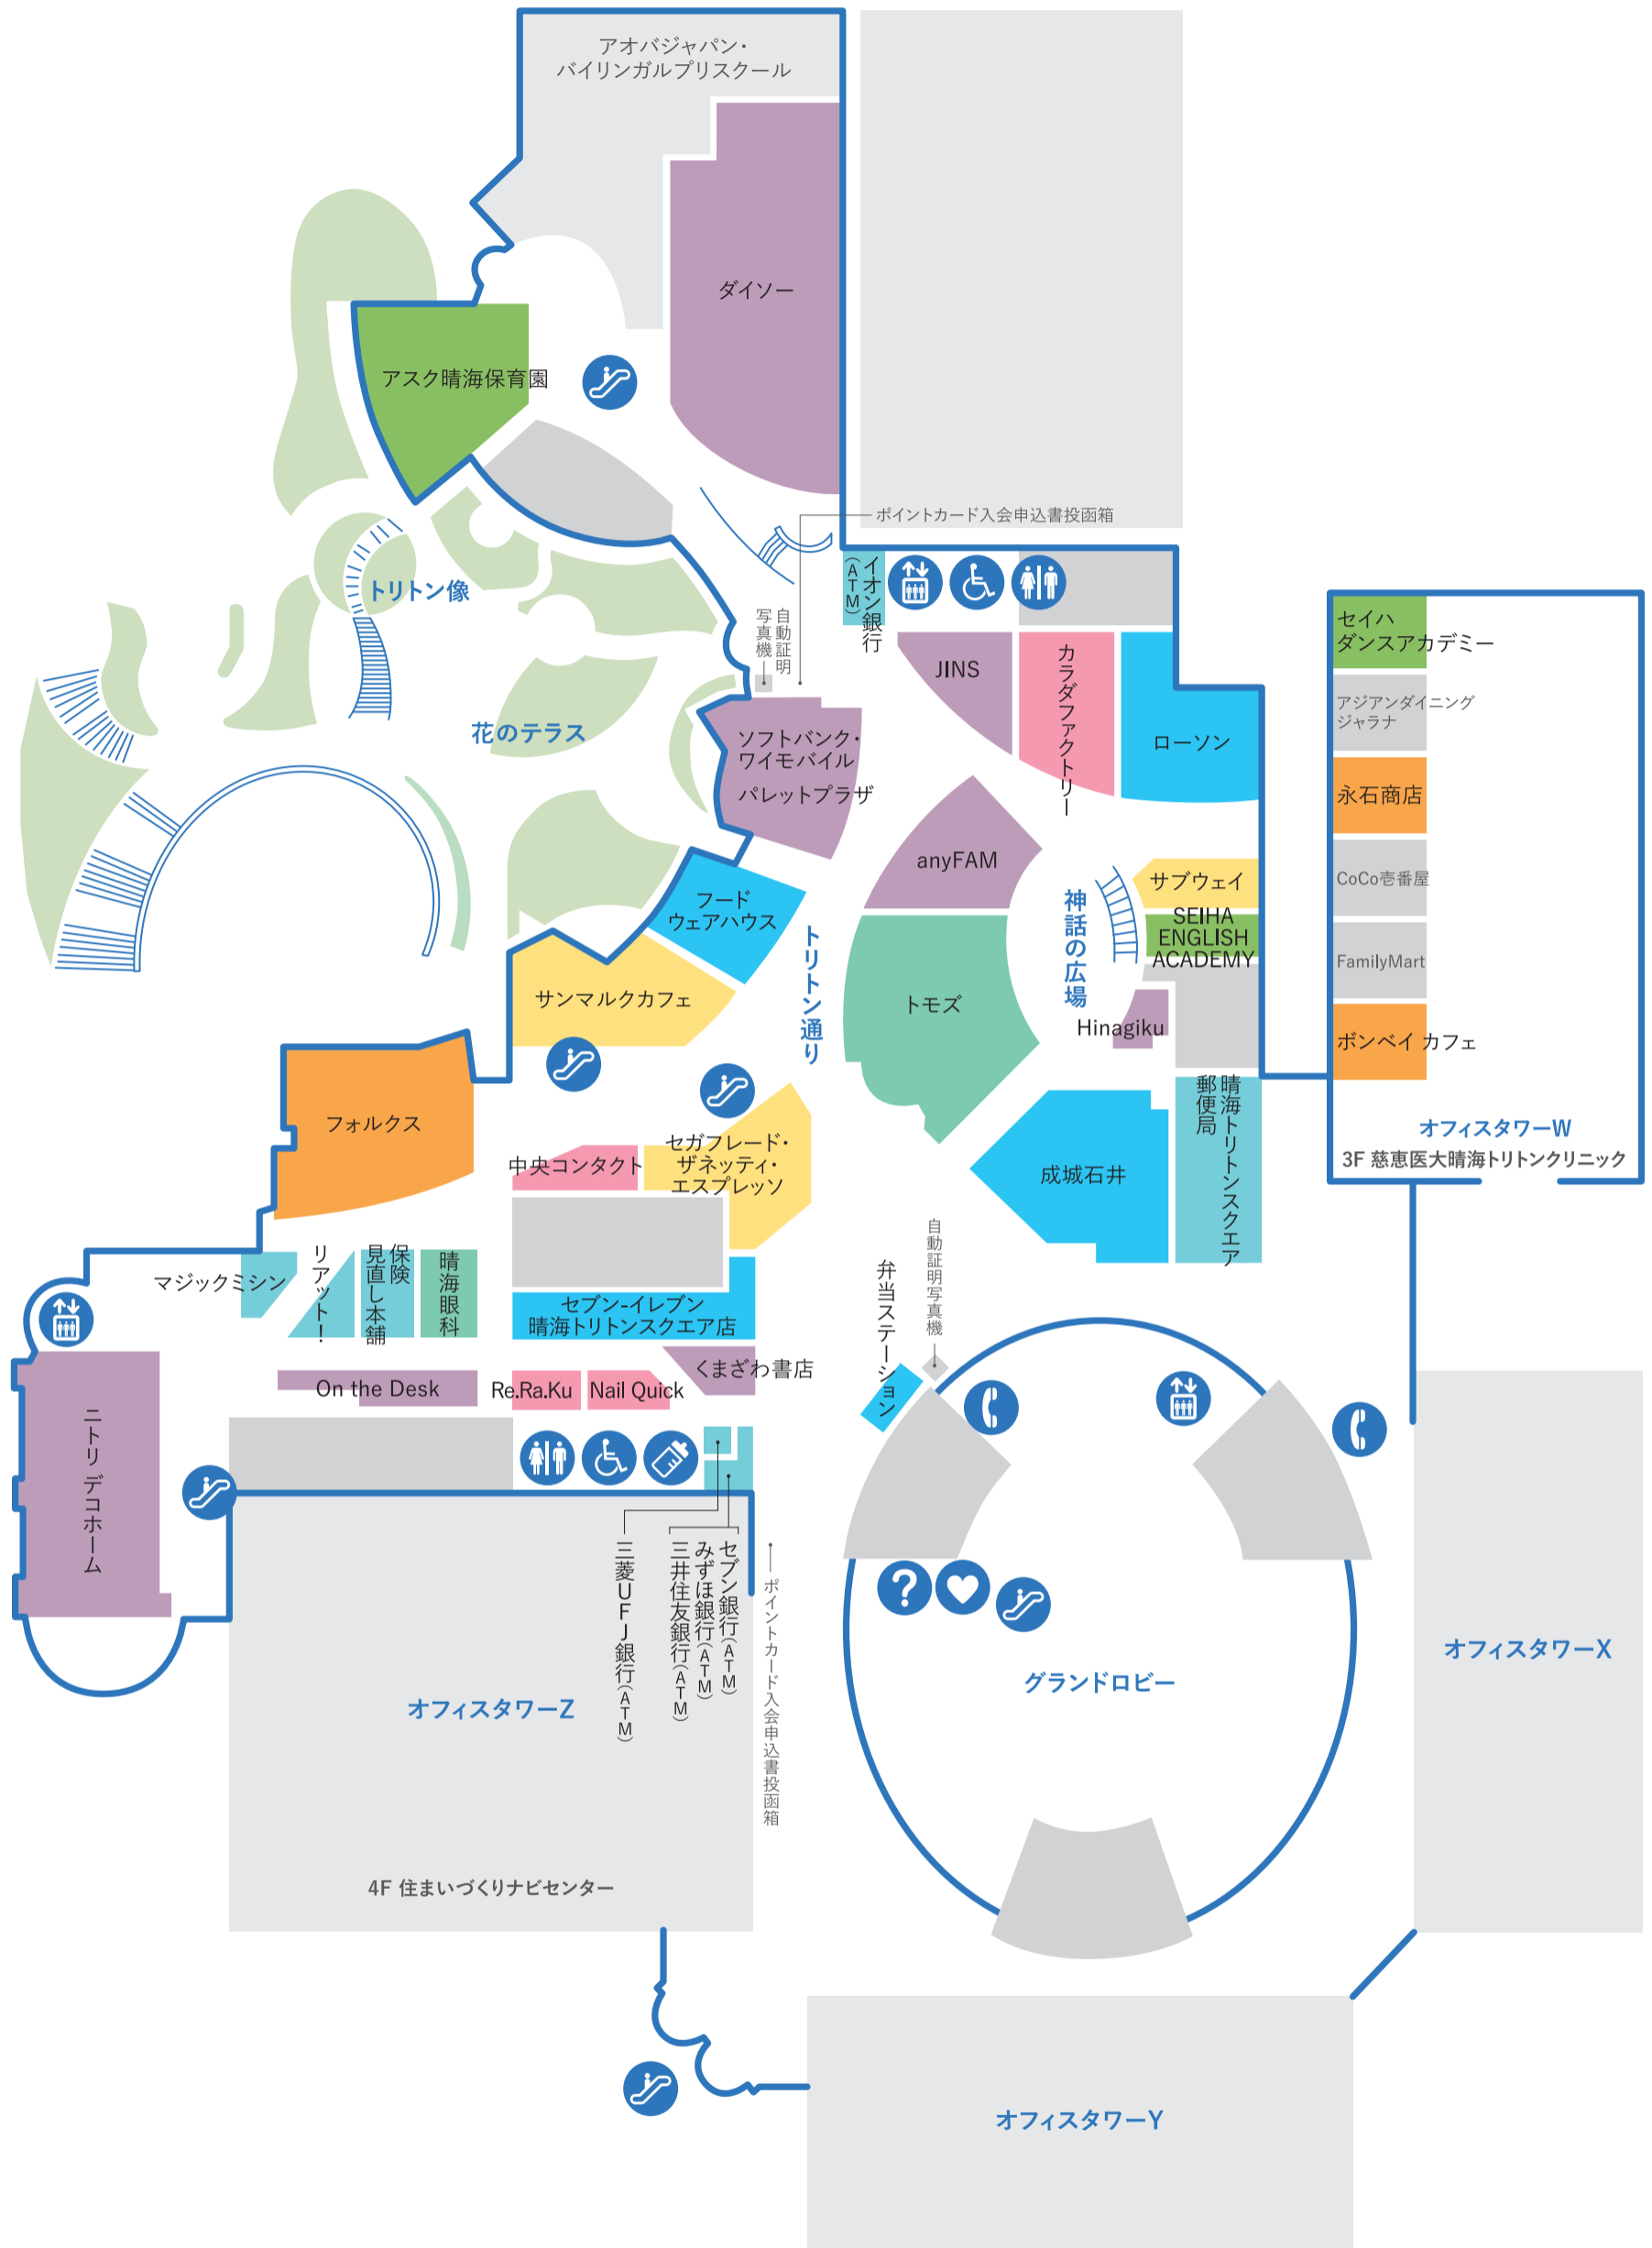 アオバジャパン・
バイリンガルプリスクール
ダイソー
アスク晴海保育園
ポイントカード入会申込書投函箱
イオン銀行
(ATM)
トリトン像
自動証明
写真機
セイハ
ダンスアカデミー
JINS
カラダファクトリー
ローソン
アジアンダイニング
ジャラナ
花のテラス
ソフトバンク・
ワイモバイル
パレットプラザ
永石商店
anyFAM
サブウェイ
CoCo壱番屋
フード
ウェアハウス
神話の広場
SEIHA
ENGLISH
ACADEMY
トリトン通り
FamilyMart
サンマルクカフェ
トモズ
Hinagiku
ボンベイ カフェ
フォルクス
晴海トリトンスクエア
郵便局
オフィスタワーW
3F 慈恵医大晴海トリトンクリニック
中央コンタクト
セガフレード・
ザネッティ・
エスプレッソ
成城石井
マジックミシン
リアット!
保険
見直し本舗
晴海眼科
自動証明写真機
弁当ステーション
セブン-イレブン
晴海トリトンスクエア店
くまざわ書店
On the Desk
Re.Ra.Ku
Nail Quick
ニトリ デコホーム
三菱UFJ銀行(ATM)
セブン銀行(ATM)
みずほ銀行(ATM)
三井住友銀行(ATM)
ポイントカード入会申込書投函箱
オフィスタワーX
グランドロビー
オフィスタワーZ
4F 住まいづくりナビセンター
オフィスタワーY